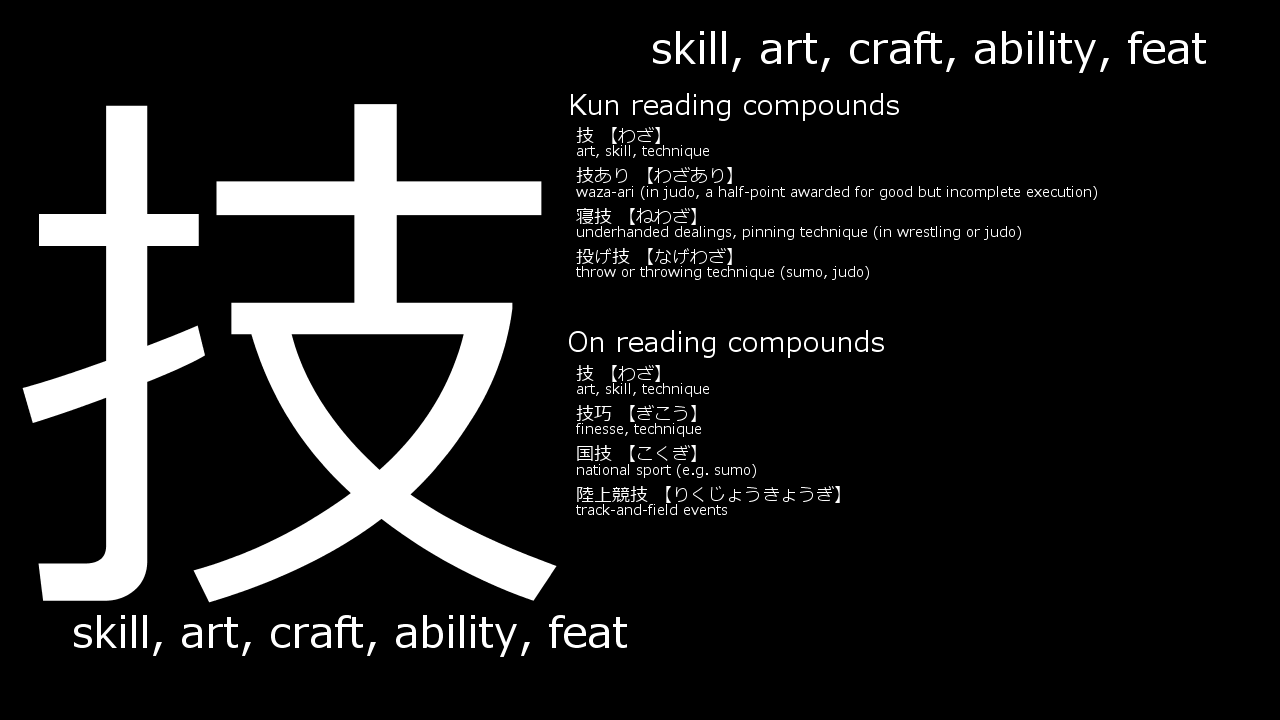 skill, art, craft, ability, feat
技
Kun reading compounds
技 【わざ】
art, skill, technique
技あり 【わざあり】
waza-ari (in judo, a half-point awarded for good but incomplete execution)
寝技 【ねわざ】
underhanded dealings, pinning technique (in wrestling or judo)
投げ技 【なげわざ】
throw or throwing technique (sumo, judo)
On reading compounds
技 【わざ】
art, skill, technique
技巧 【ぎこう】
finesse, technique
国技 【こくぎ】
national sport (e.g. sumo)
陸上競技 【りくじょうきょうぎ】
track-and-field events
skill, art, craft, ability, feat